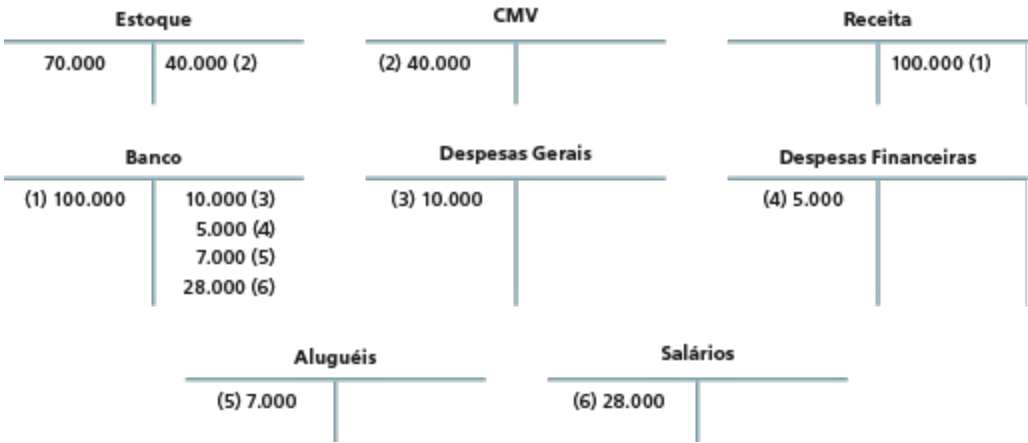 Estoque
70.000 40.000 (2)
CMV
(2) 40.000
Receita
100.000 (1)
Banco
(1) 100.000 10.000 (3)
5.000 (4)
7.000 (5)
28.000 (6)
Despesas Gerais
(3) 10.000
Despesas Financeiras
(4) 5.000
Aluguéis
(5) 7.000
Salários
(6) 28.000